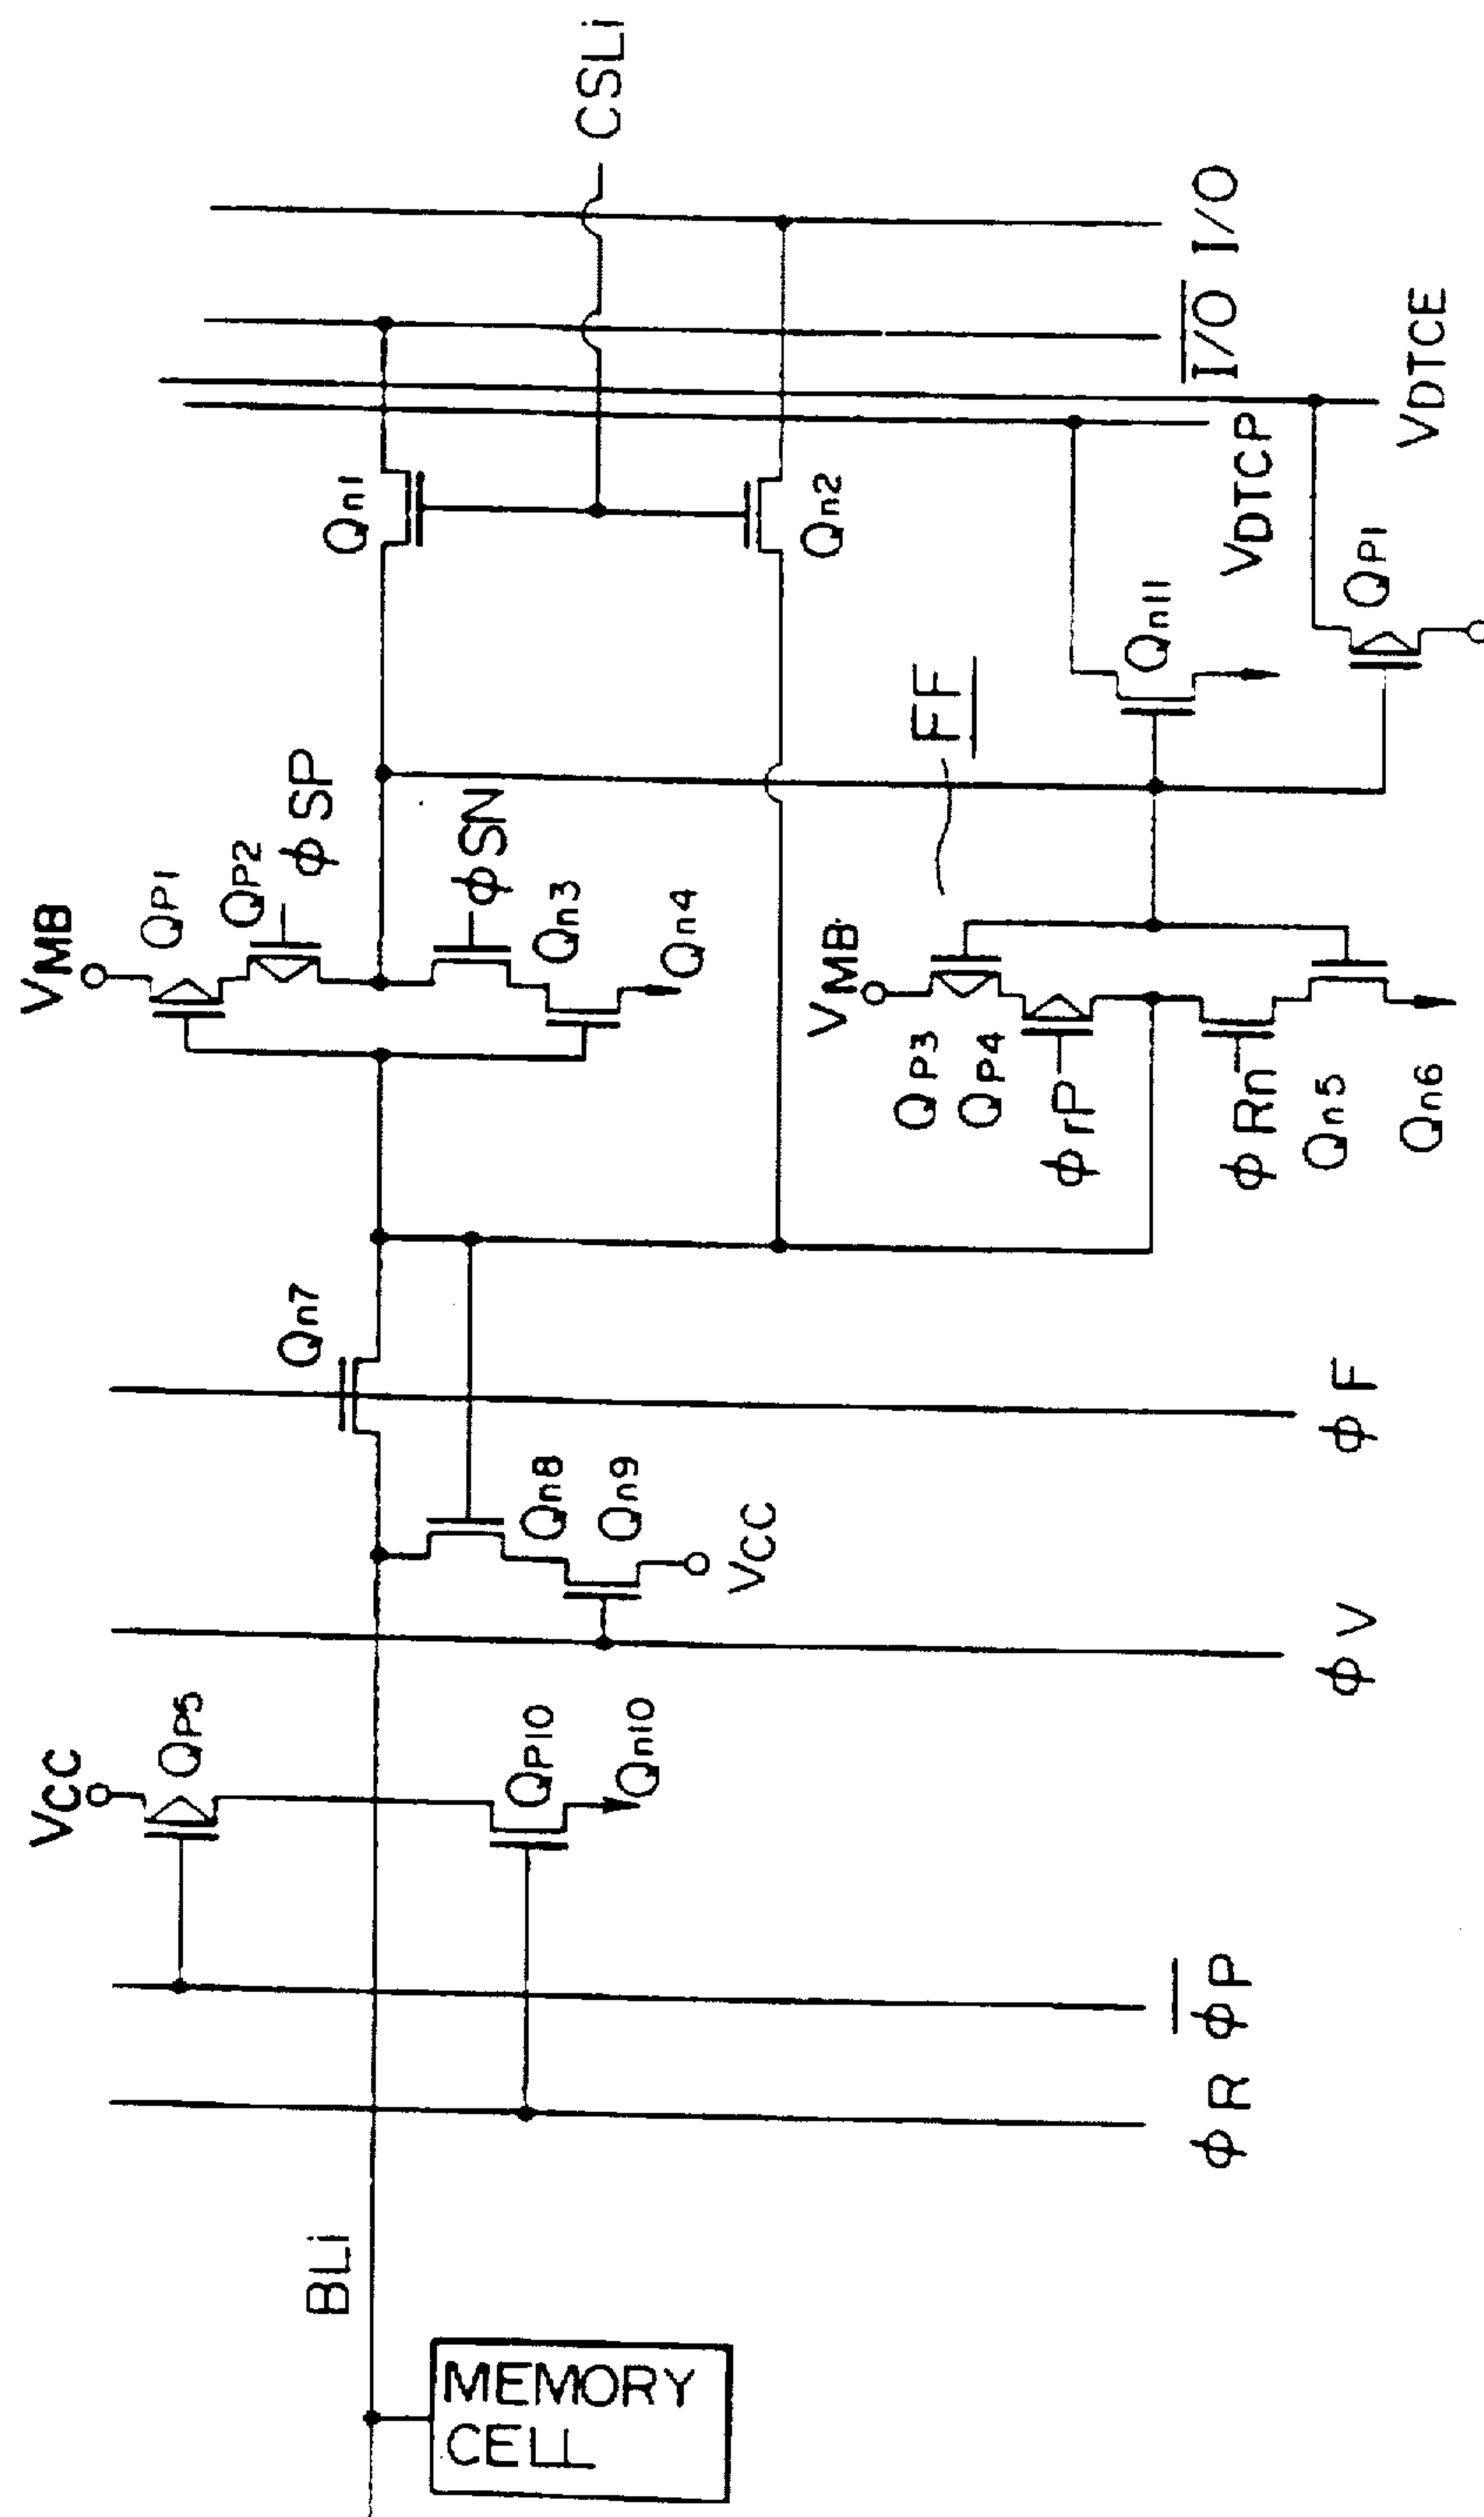 CSLi
I/O
I/O
VDTCE
VDTCP
Qn1
Qn2
QP1
Qn11
FF
φSP
φSN
VMB
QP1
QP2
Qn3
Qn4
VMB
QP3
QP4
φrP
φRn
Qn5
Qn6
Qn7
φF
Qn8
Qn9
VCC
φV
VCC
QP5
QP10
Qn10
φP
φR
BLi
MEMORY
CELL